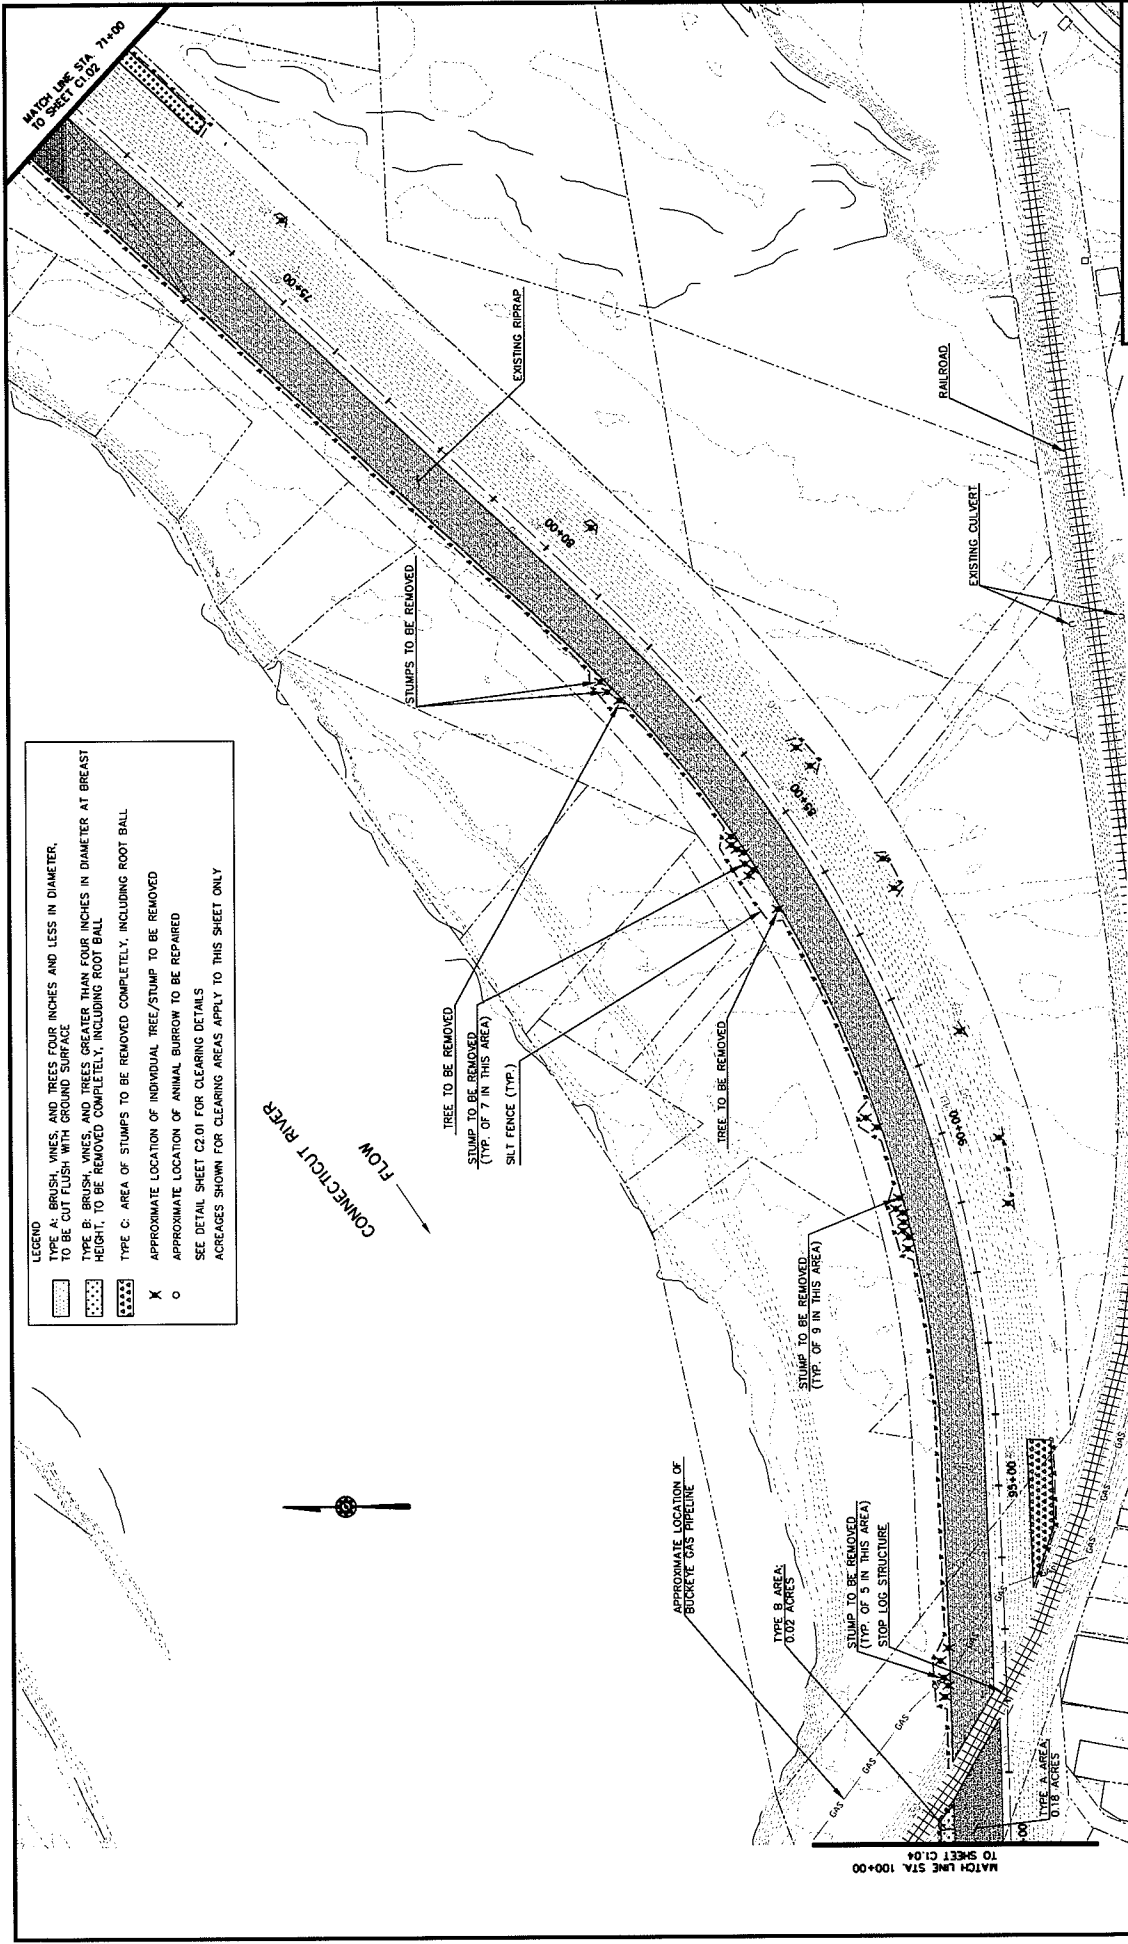 MATCH LINE STA. 71+00
TO SHEET C1.02
LEGEND
TYPE A: BRUSH, VINES, AND TREES FOUR INCHES AND LESS IN DIAMETER,
TO BE CUT FLUSH WITH GROUND SURFACE
TYPE B: BRUSH, VINES, AND TREES GREATER THAN FOUR INCHES IN DIAMETER AT BREAST
HEIGHT, TO BE REMOVED COMPLETELY, INCLUDING ROOT BALL
TYPE C: AREA OF STUMPS TO BE REMOVED COMPLETELY, INCLUDING ROOT BALL
APPROXIMATE LOCATION OF INDIVIDUAL TREE/STUMP TO BE REMOVED
APPROXIMATE LOCATION OF ANIMAL BURROW TO BE REPAIRED
SEE DETAIL SHEET C2.01 FOR CLEARING DETAILS
ACREAGES SHOWN FOR CLEARING AREAS APPLY TO THIS SHEET ONLY
CONNECTICUT RIVER
FLOW
75+00
EXISTING RIPRAP
80+00
STUMPS TO BE REMOVED
RAILROAD
EXISTING CULVERT
85+00
TREE TO BE REMOVED
STUMP TO BE REMOVED
(TYP. OF 7 IN THIS AREA)
SILT FENCE (TYP.)
TREE TO BE REMOVED
90+00
STUMP TO BE REMOVED
(TYP. OF 9 IN THIS AREA)
APPROXIMATE LOCATION OF
BUCKEYE GAS PIPELINE
TYPE B AREA:
0.02 ACRES
STUMP TO BE REMOVED
(TYP. OF 5 IN THIS AREA)
STOP LOG STRUCTURE
95+00
GAS
GAS
GAS
GAS
GAS
GAS
GAS
TYPE A AREA:
0.18 ACRES
+00
MATCH LINE STA. 100+00
TO SHEET C1.04